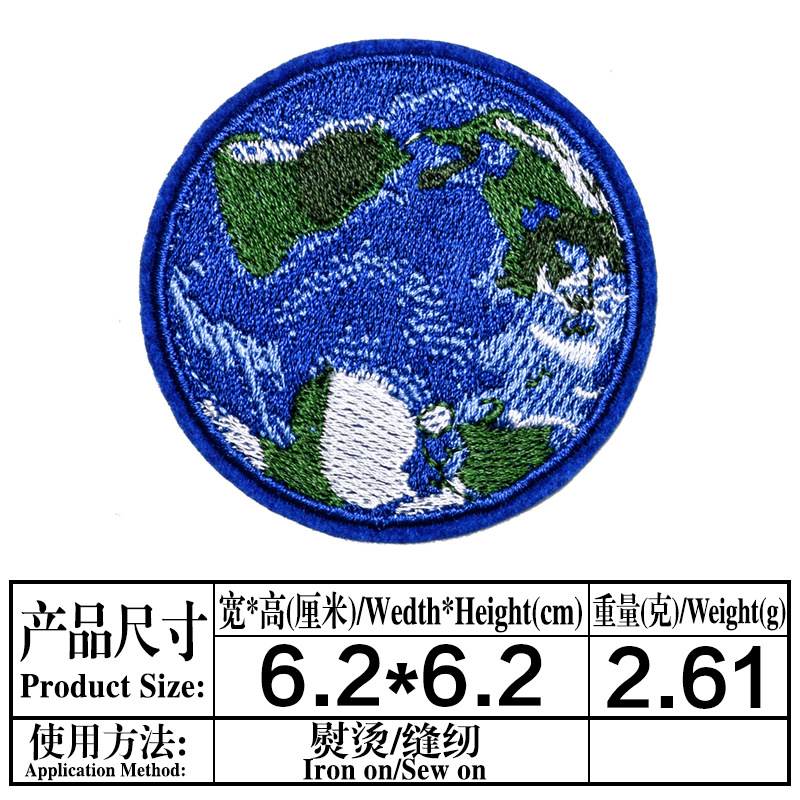 产品尺寸
Product Size:
宽*高(厘米)/Wedth*Height(cm)
重量(克)/Weight(g)
6.2*6.2
2.61
使用方法:
Application Method:
熨烫/缝纫
Iron on/Sew on